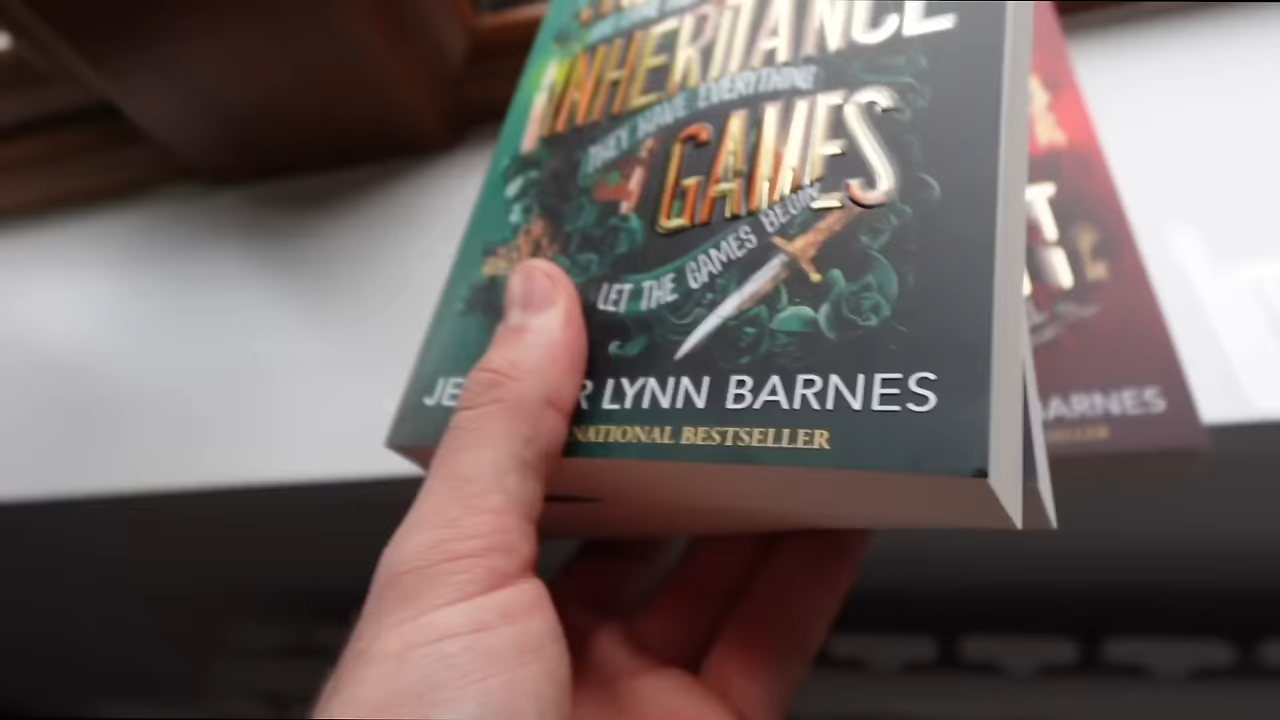 INHERITANCE
THEY HAVE EVERYTHING
GAMES
LET THE GAMES BEGIN
LYNN BARNES
NATIONAL BESTSELLER
BARNES